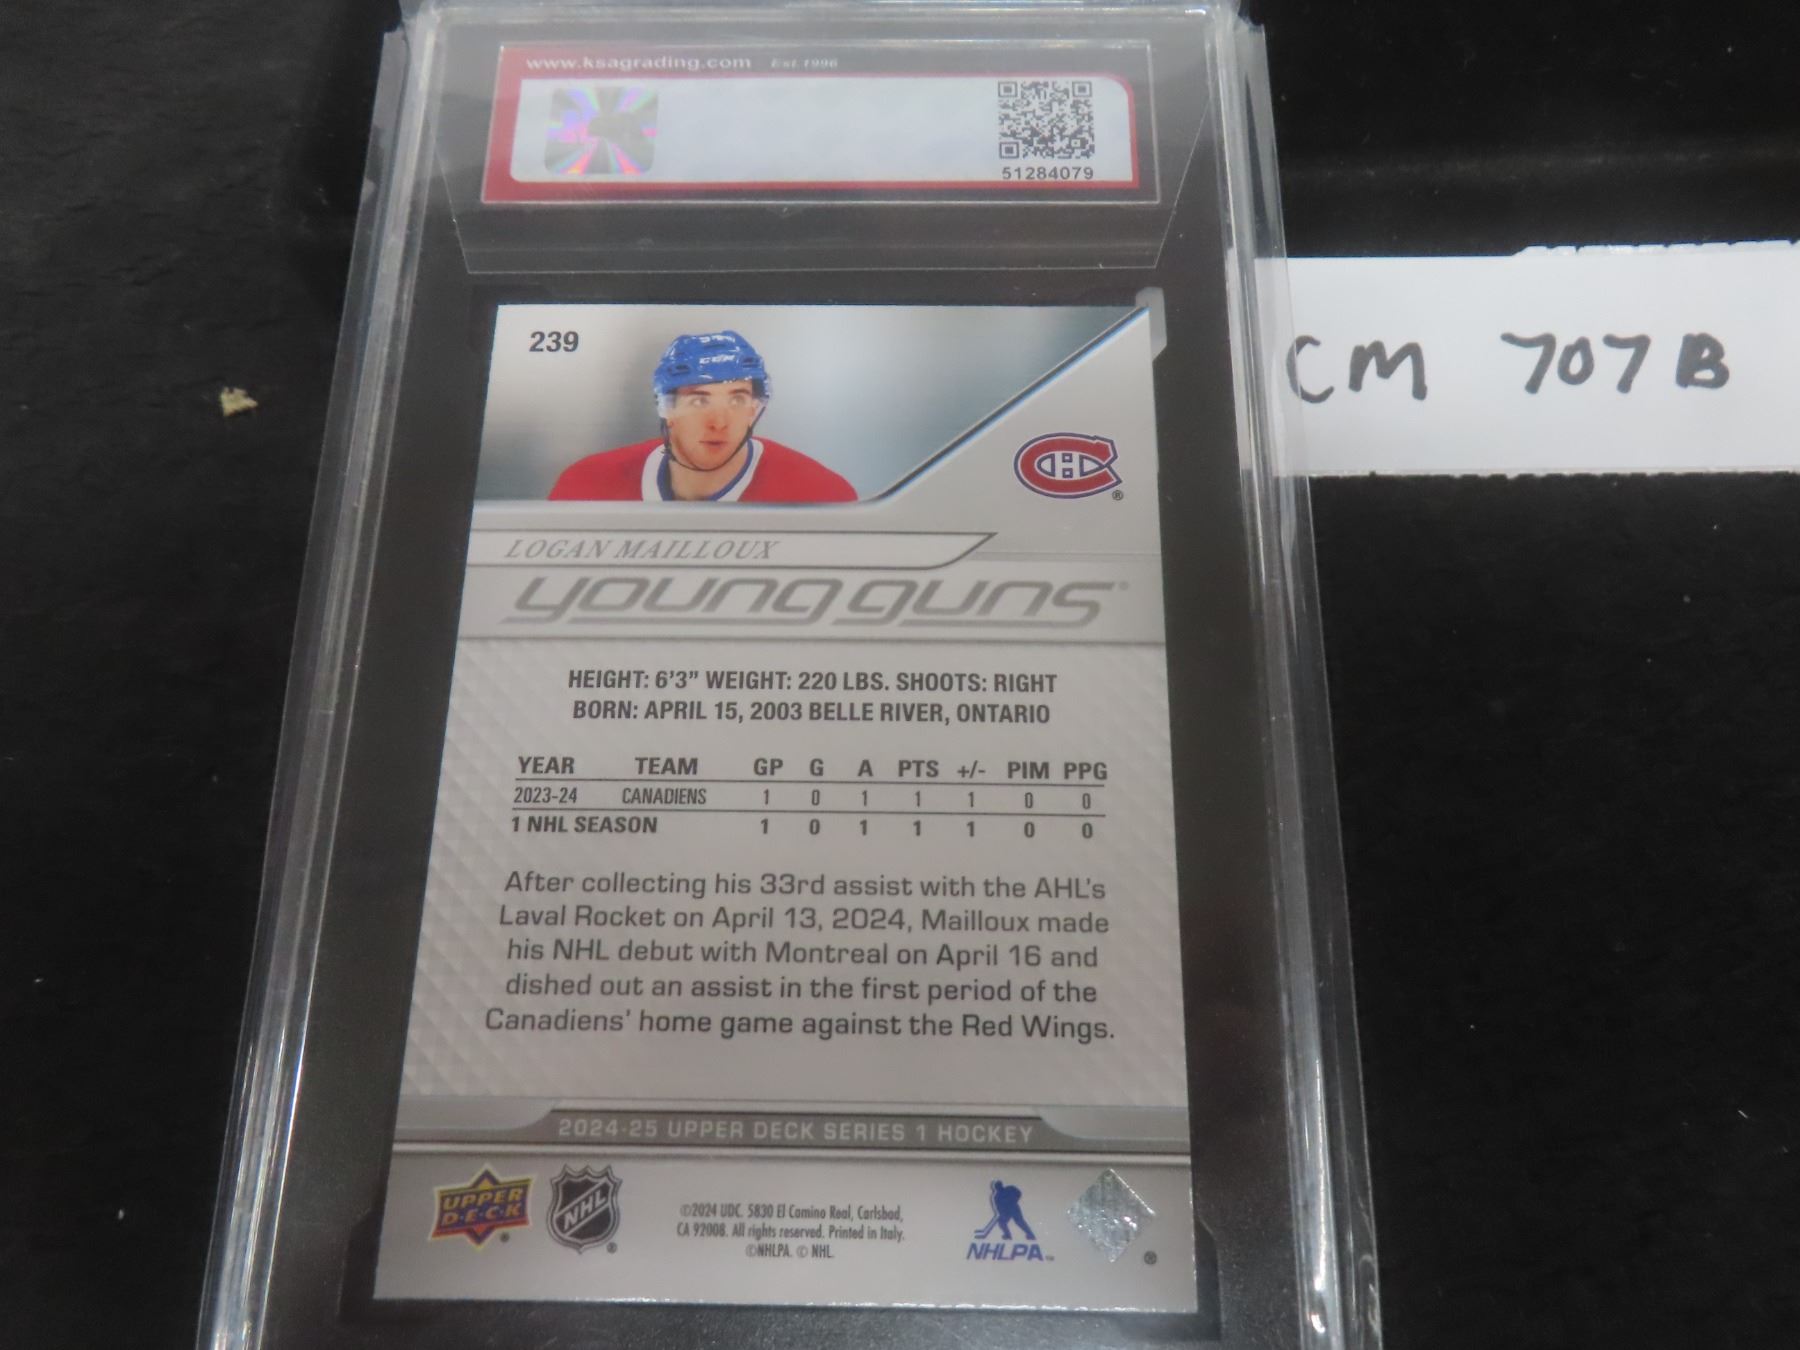 www.ksagrading.com Est. 1996
51284079
CM 707B
239
CCM
LOGAN MAILLOUX
young guns
HEIGHT: 6'3" WEIGHT: 220 LBS. SHOOTS: RIGHT
BORN: APRIL 15, 2003 BELLE RIVER, ONTARIO
YEAR TEAM GP G A PTS +/- PIM PPG
2023-24 CANADIENS 1 0 1 1 1 0 0
1 NHL SEASON 1 0 1 1 1 0 0
After collecting his 33rd assist with the AHL's
Laval Rocket on April 13, 2024, Mailloux made
his NHL debut with Montreal on April 16 and
dished out an assist in the first period of the
Canadiens' home game against the Red Wings.
2024-25 UPPER DECK SERIES 1 HOCKEY
UPPER
D·E·C·K
NHL
©2024 UDC. 5830 El Camino Real, Carlsbad,
CA 92008. All rights reserved. Printed in Italy.
©NHLPA. © NHL.
NHLPA